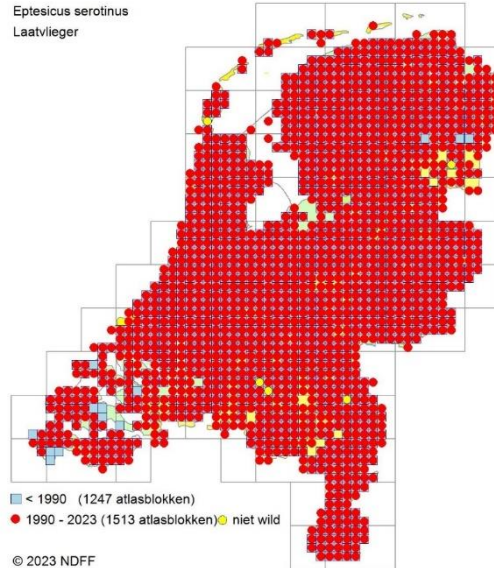 Eptesicus serotinus
Laatvlieger
< 1990 (1247 atlasblokken)
1990 - 2023 (1513 atlasblokken) niet wild
© 2023 NDFF